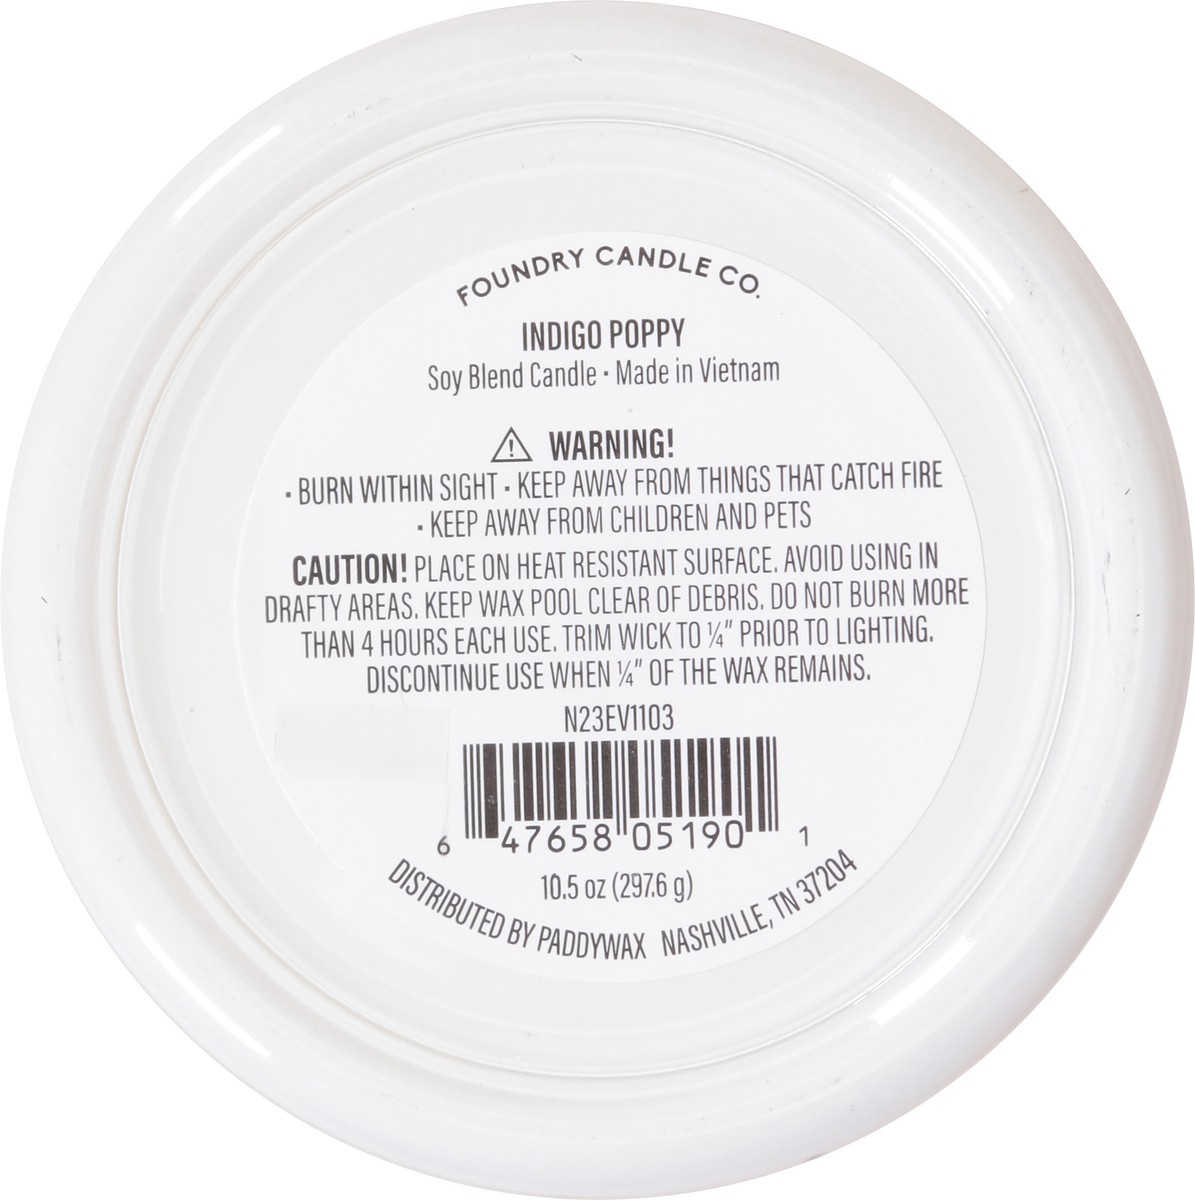 FOUNDRY CANDLE CO.
INDIGO POPPY
Soy Blend Candle • Made in Vietnam
⚠ WARNING!
• BURN WITHIN SIGHT • KEEP AWAY FROM THINGS THAT CATCH FIRE
• KEEP AWAY FROM CHILDREN AND PETS
CAUTION! PLACE ON HEAT RESISTANT SURFACE. AVOID USING IN
DRAFTY AREAS. KEEP WAX POOL CLEAR OF DEBRIS. DO NOT BURN MORE
THAN 4 HOURS EACH USE. TRIM WICK TO ¼" PRIOR TO LIGHTING.
DISCONTINUE USE WHEN ¼" OF THE WAX REMAINS.
N23EV1103
6 47658 05190 1
10.5 oz (297.6 g)
DISTRIBUTED BY PADDYWAX NASHVILLE, TN 37204